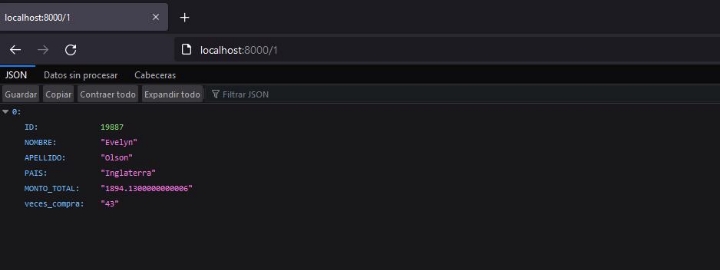 localhost:8000/1
localhost:8000/1
JSON Datos sin procesar Cabeceras
Guardar Copiar Contraer todo Expandir todo Filtrar JSON
0:
ID: 19887
NOMBRE: "Evelyn"
APELLIDO: "Olson"
PAIS: "Inglaterra"
MONTO_TOTAL: "1894.1300000000006"
veces_compra: "43"